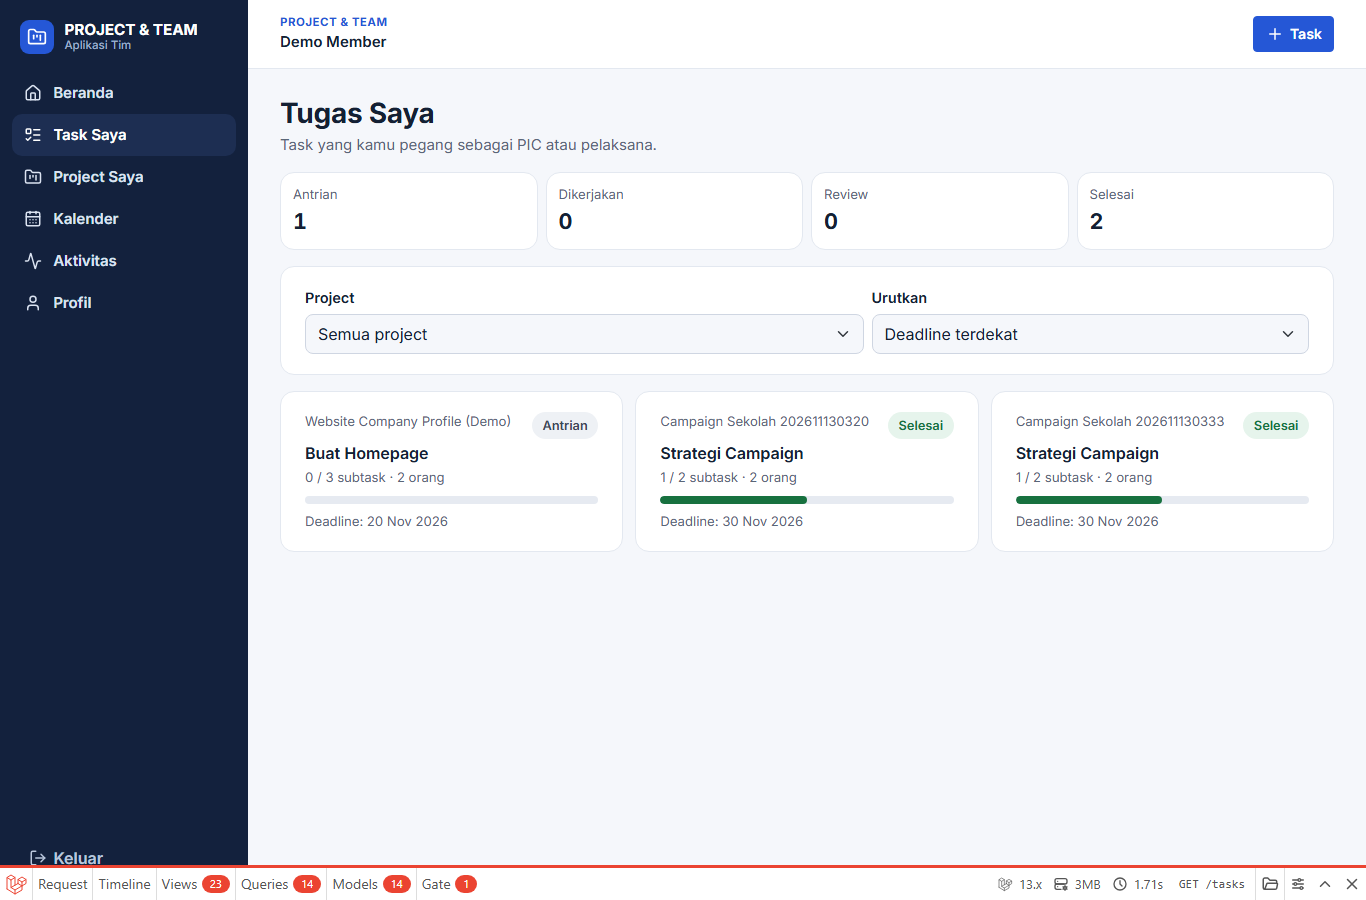 PROJECT & TEAM
Aplikasi Tim
Beranda
Task Saya
Project Saya
Kalender
Aktivitas
Profil
Keluar
PROJECT & TEAM
Demo Member
+ Task
Tugas Saya
Task yang kamu pegang sebagai PIC atau pelaksana.
Antrian
1
Dikerjakan
0
Review
0
Selesai
2
Project
Semua project
Urutkan
Deadline terdekat
Website Company Profile (Demo)
Antrian
Buat Homepage
0 / 3 subtask · 2 orang
Deadline: 20 Nov 2026
Campaign Sekolah 202611130320
Selesai
Strategi Campaign
1 / 2 subtask · 2 orang
Deadline: 30 Nov 2026
Campaign Sekolah 202611130333
Selesai
Strategi Campaign
1 / 2 subtask · 2 orang
Deadline: 30 Nov 2026
Request Timeline Views 23 Queries 14 Models 14 Gate 1 13.x 3MB 1.71s GET /tasks